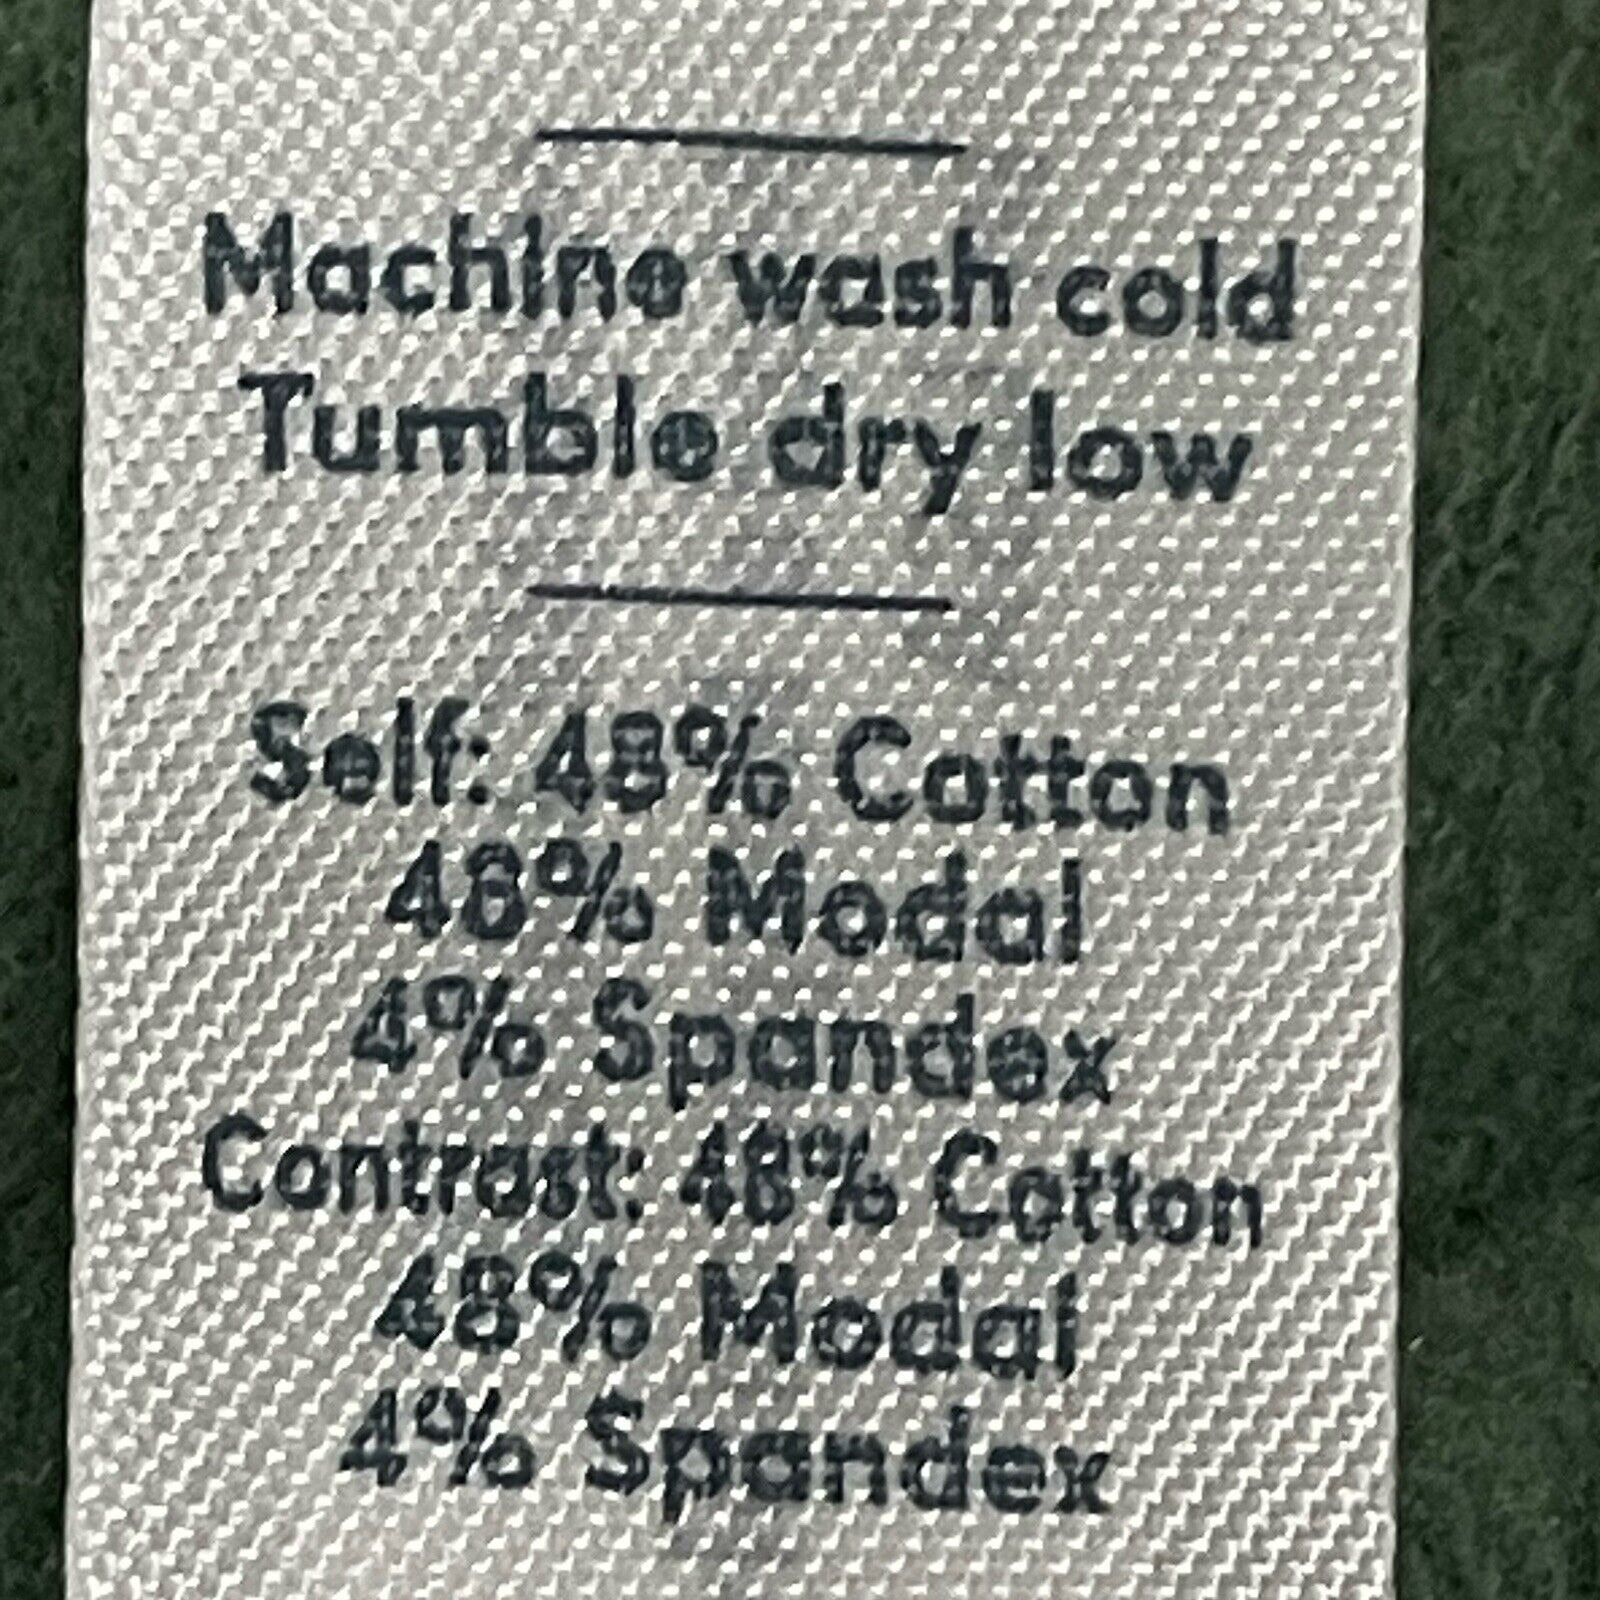 Machine wash cold
Tumble dry low
Self: 48% Cotton
48% Modal
4% Spandex
Contrast: 48% Cotton
48% Modal
4% Spandex